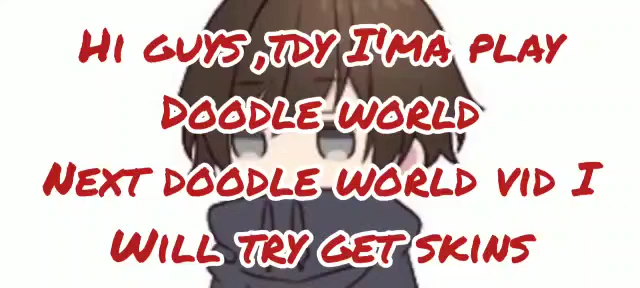 Hi guys,tdy I'ma play
Doodle world
Next doodle world vid I
Will try get skins